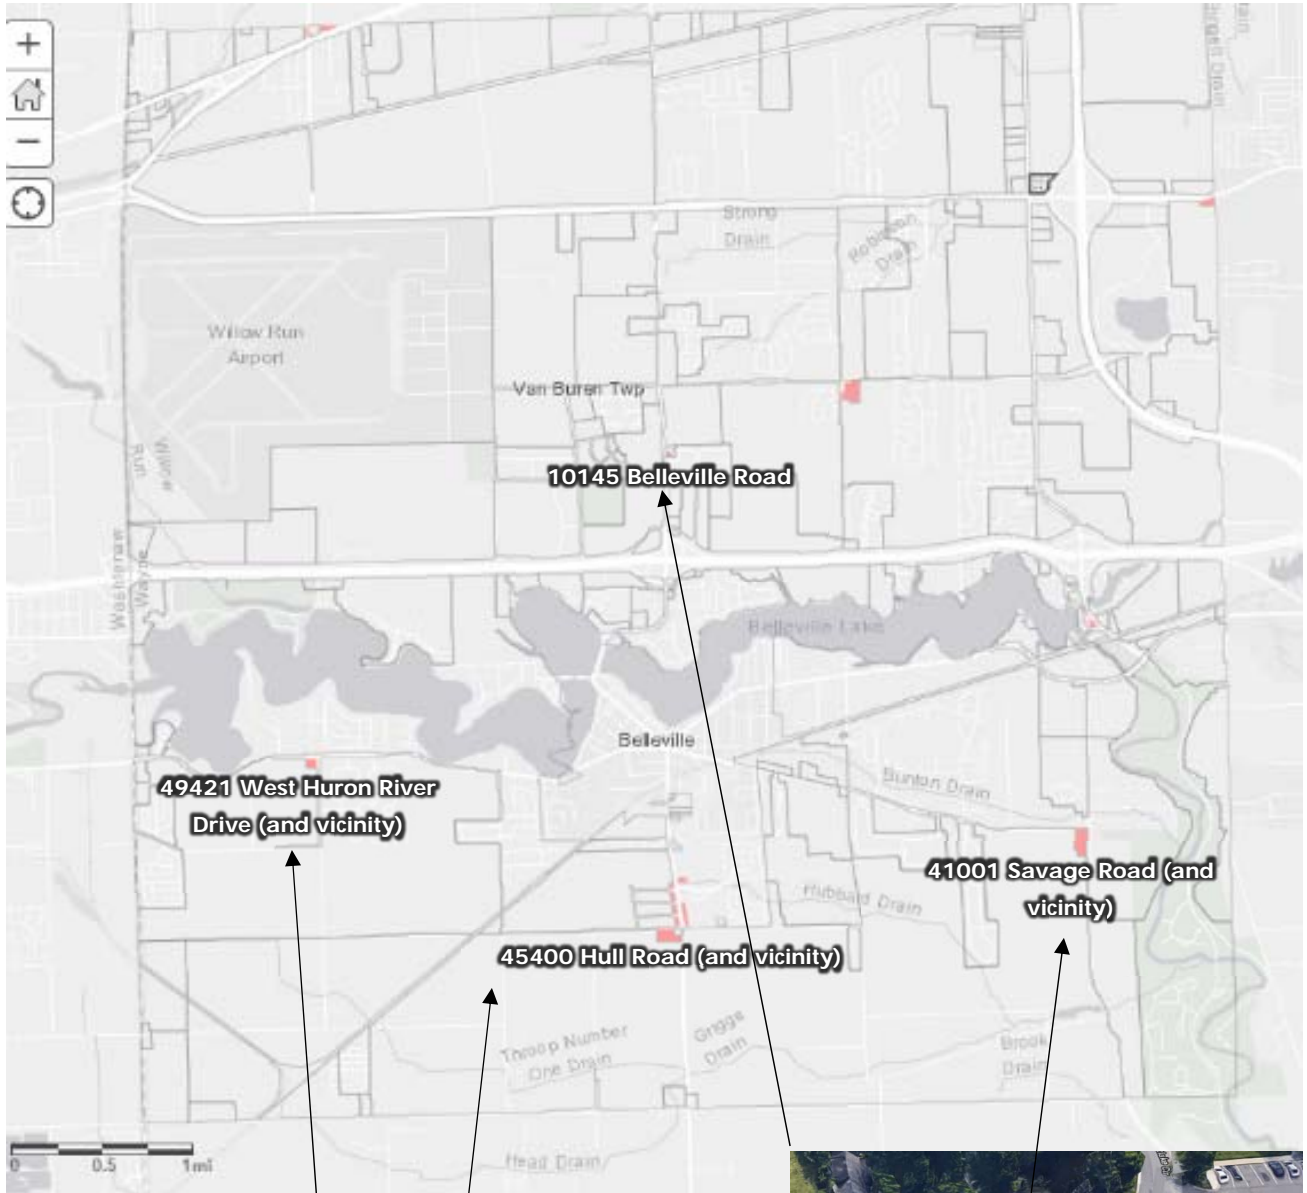 +
−
Strong
Drain
Robinson
Drain
Willow Run
Airport
Van Buren Twp
Willow
Run
10145 Belleville Road
Washtenaw
Wayne
Belleville Lake
Belleville
49421 West Huron River
Drive (and vicinity)
Bunton Drain
41001 Savage Road (and
vicinity)
Hubbard Drain
45400 Hull Road (and vicinity)
Throop Number
One Drain
Griggs
Drain
Brook
Drain
Head Drain
0 0.5 1mi